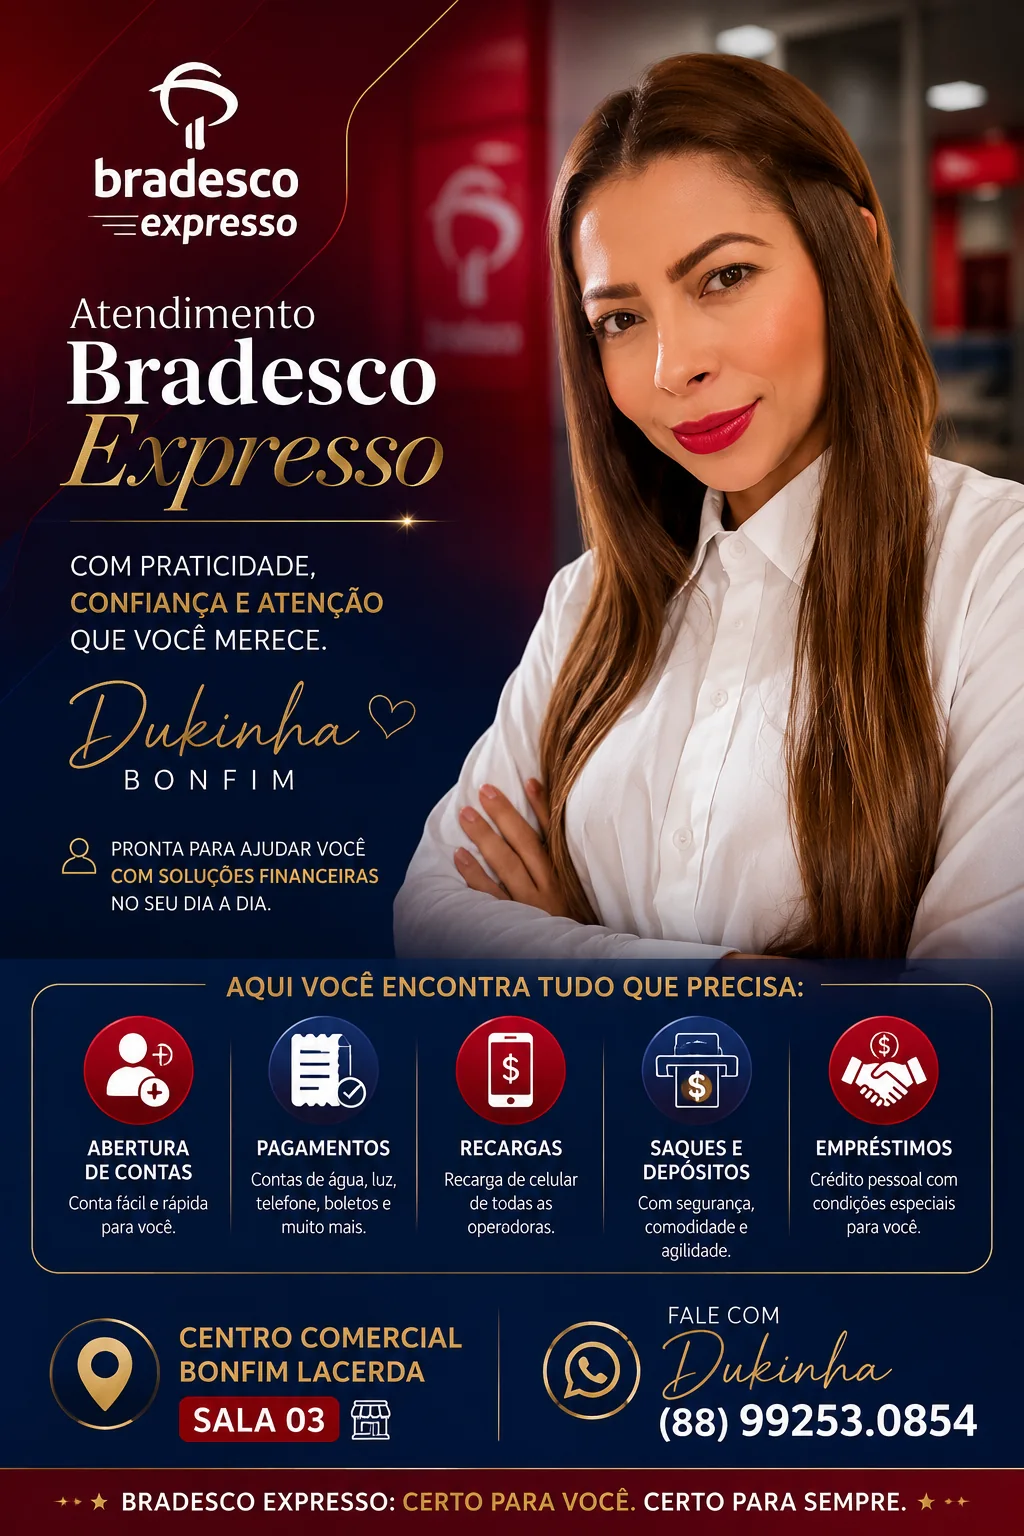 bradesco
expresso
Atendimento
Bradesco
Expresso
COM PRATICIDADE,
CONFIANÇA E ATENÇÃO
QUE VOCÊ MERECE.
Dukinha
BONFIM
PRONTA PARA AJUDAR VOCÊ
COM SOLUÇÕES FINANCEIRAS
NO SEU DIA A DIA.
AQUI VOCÊ ENCONTRA TUDO QUE PRECISA:
ABERTURA
DE CONTAS
Conta fácil e rápida
para você.
PAGAMENTOS
Contas de água, luz,
telefone, boletos e
muito mais.
RECARGAS
Recarga de celular
de todas as
operadoras.
SAQUES E
DEPÓSITOS
Com segurança,
comodidade e
agilidade.
EMPRÉSTIMOS
Crédito pessoal com
condições especiais
para você.
CENTRO COMERCIAL
BONFIM LACERDA
SALA 03
FALE COM
Dukinha
(88) 99253.0854
BRADESCO EXPRESSO: CERTO PARA VOCÊ. CERTO PARA SEMPRE.